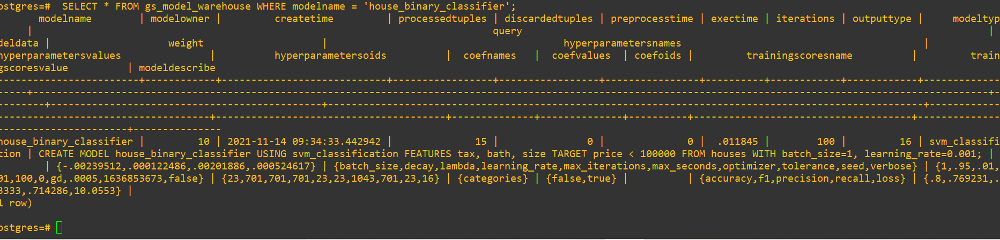 ostgres=#  SELECT * FROM gs_model_warehouse WHERE modelname = 'house_binary_classifier';
modelname | modelowner | createtime | processedtuples | discardedtuples | preprocesstime | exectime | iterations | outputtype | modeltyp
| query |
deldata | weight | hyperparametersnames |
hyperparametersvalues | hyperparametersoids | coefnames | coefvalues | coefoids | trainingscoresname | train
gscoresvalue | modeldescribe
-------------------------+------------+----------------------------+-----------------+-----------------+----------------+----------+------------+------------+-------------
-----+---------------------------------------------------------------------------------------------------------------------------------------------------+-
--------+------------------------------------------------+---------------------------------------------------------------------------------------------------------+-------------
-------------------------------------+----------------------------------------+--------------+--------------+----------+--------------------------------------+-------------
-----------------------+---------------
house_binary_classifier | 10 | 2021-11-14 09:34:33.442942 | 15 | 0 | 0 | .011845 | 100 | 16 | svm_classifi
tion | CREATE MODEL house_binary_classifier USING svm_classification FEATURES tax, bath, size TARGET price < 100000 FROM houses WITH batch_size=1, learning_rate=0.001; |
| {-.00239512,.000122486,.00201886,.000524617} | {batch_size,decay,lambda,learning_rate,max_iterations,max_seconds,optimizer,tolerance,seed,verbose} | {1,.95,.01,
01,100,0,gd,.0005,1636853673,false} | {23,701,701,701,23,23,1043,701,23,16} | {categories} | {false,true} | | {accuracy,f1,precision,recall,loss} | {.8,.769231,.
3333,.714286,10.0553} |
1 row)
ostgres=#